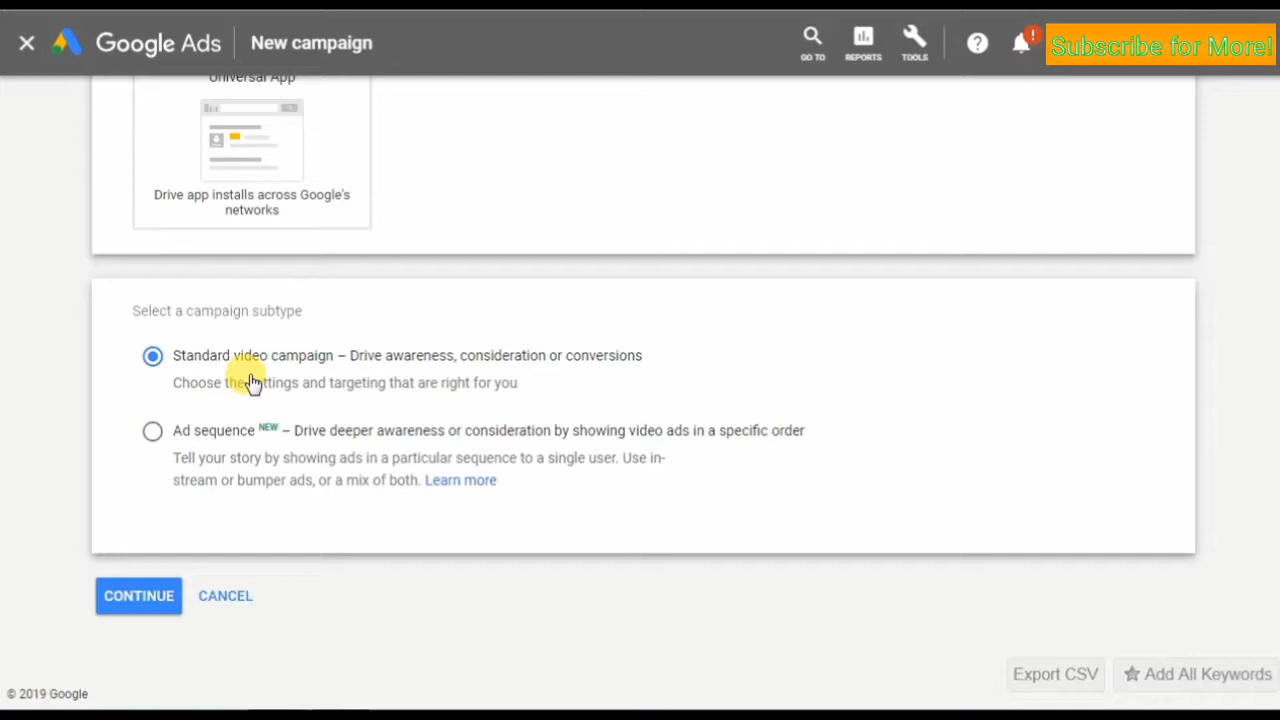 Google Ads
New campaign
GO TO
REPORTS
TOOLS
?
!
Subscribe for More!
Universal App
Drive app installs across Google's
networks
Select a campaign subtype
Standard video campaign – Drive awareness, consideration or conversions
Choose the settings and targeting that are right for you
Ad sequence NEW – Drive deeper awareness or consideration by showing video ads in a specific order
Tell your story by showing ads in a particular sequence to a single user. Use in-
stream or bumper ads, or a mix of both. Learn more
CONTINUE
CANCEL
Export CSV
Add All Keywords
© 2019 Google